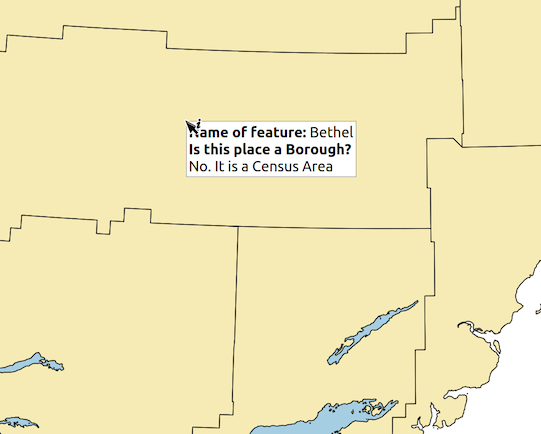 Name of feature: Bethel
Is this place a Borough?
No. It is a Census Area